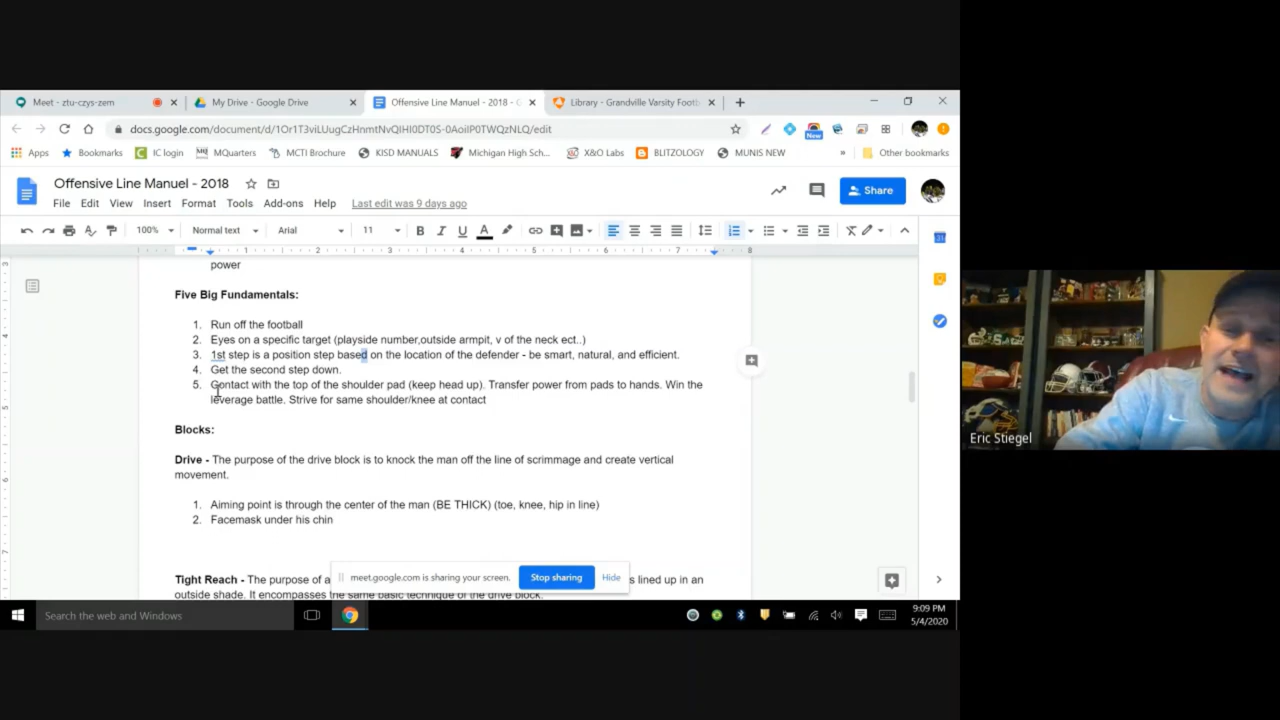 Meet - ztu-czys-zem
My Drive - Google Drive
Offensive Line Manuel - 2018 - G
Library - Grandville Varsity Footb
docs.google.com/document/d/1Or1T3viLUugCzHnmtNvQIHI0DT0S-0AoiIP0TWQzNLQ/edit
New
Apps Bookmarks IC login MQuarters MCTI Brochure KISD MANUALS Michigan High Sch... X&O Labs BLITZOLOGY MUNIS NEW » Other bookmarks
Offensive Line Manuel - 2018
Share
File Edit View Insert Format Tools Add-ons Help Last edit was 9 days ago
100% Normal text Arial 11 B I U A
1 2 3 4 5 6 7 8
power
Five Big Fundamentals:
1. Run off the football
2. Eyes on a specific target (playside number,outside armpit, v of the neck ect..)
3. 1st step is a position step based on the location of the defender - be smart, natural, and efficient.
4. Get the second step down.
5. Contact with the top of the shoulder pad (keep head up). Transfer power from pads to hands. Win the
leverage battle. Strive for same shoulder/knee at contact
Blocks:
Drive - The purpose of the drive block is to knock the man off the line of scrimmage and create vertical
movement.
1. Aiming point is through the center of the man (BE THICK) (toe, knee, hip in line)
2. Facemask under his chin
Tight Reach - The purpose of a
s lined up in an
outside shade. It encompasses the same basic technique of the drive block.
meet.google.com is sharing your screen. Stop sharing Hide
Search the web and Windows
9:09 PM
5/4/2020
Eric Stiegel